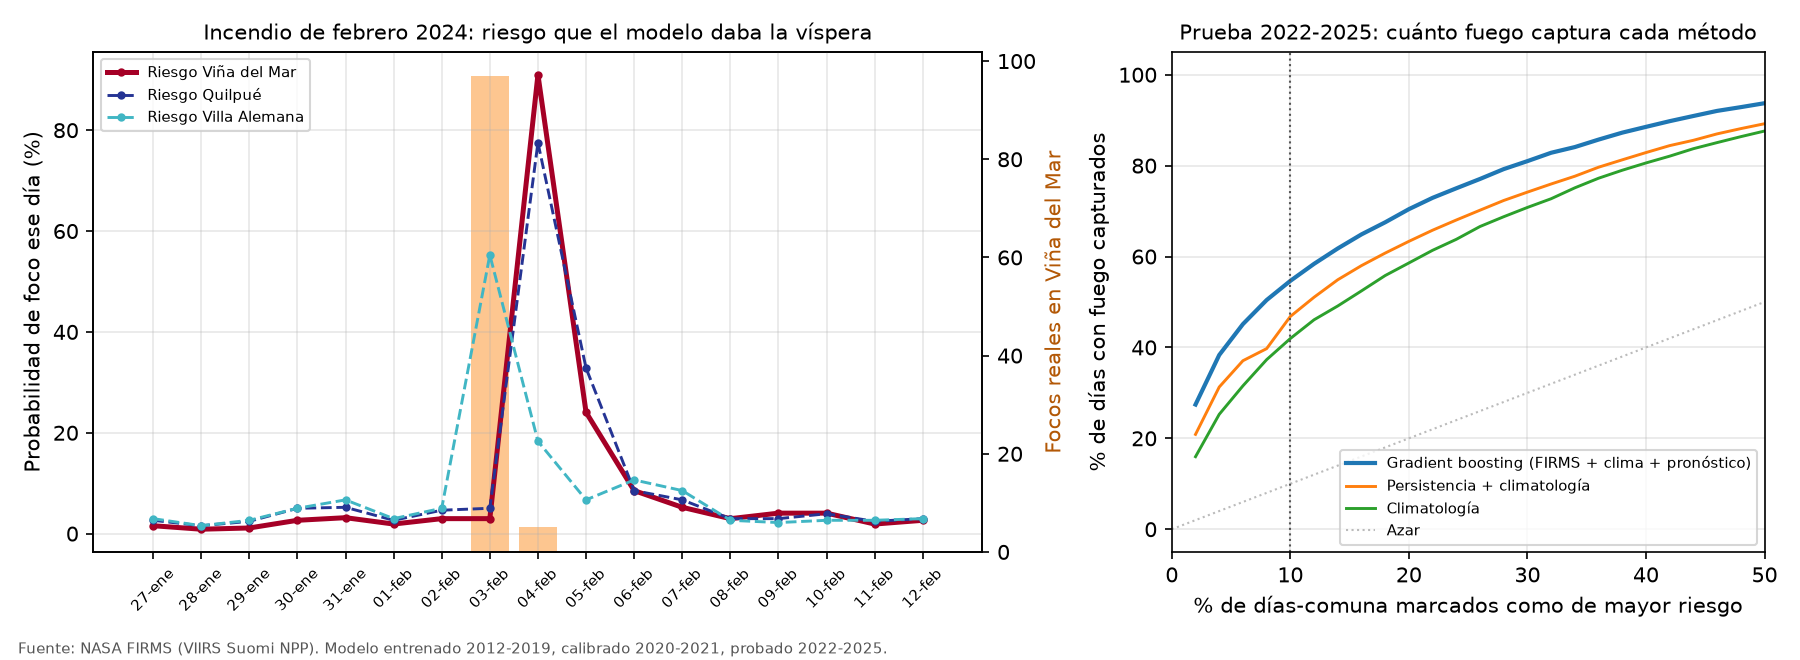 Incendio de febrero 2024: riesgo que el modelo daba la víspera
Riesgo Viña del Mar
Riesgo Quilpué
Riesgo Villa Alemana
Probabilidad de foco ese día (%)
80
60
40
20
0
100
80
60
40
20
0
Focos reales en Viña del Mar
27-ene
28-ene
29-ene
30-ene
31-ene
01-feb
02-feb
03-feb
04-feb
05-feb
06-feb
07-feb
08-feb
09-feb
10-feb
11-feb
12-feb
Prueba 2022-2025: cuánto fuego captura cada método
% de días con fuego capturados
100
80
60
40
20
0
Gradient boosting (FIRMS + clima + pronóstico)
Persistencia + climatología
Climatología
Azar
0
10
20
30
40
50
% de días-comuna marcados como de mayor riesgo
Fuente: NASA FIRMS (VIIRS Suomi NPP). Modelo entrenado 2012-2019, calibrado 2020-2021, probado 2022-2025.